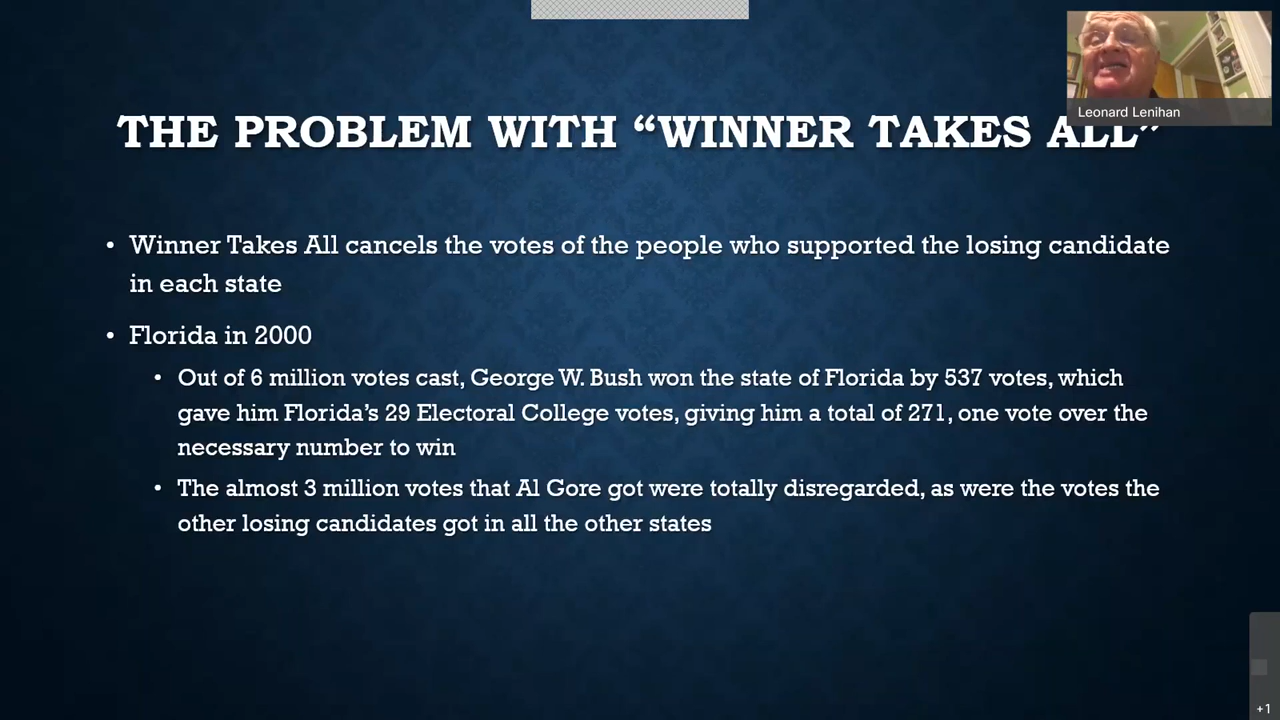 Leonard Lenihan
THE PROBLEM WITH “WINNER TAKES ALL”
• Winner Takes All cancels the votes of the people who supported the losing candidate
in each state
• Florida in 2000
• Out of 6 million votes cast, George W. Bush won the state of Florida by 537 votes, which
gave him Florida’s 29 Electoral College votes, giving him a total of 271, one vote over the
necessary number to win
• The almost 3 million votes that Al Gore got were totally disregarded, as were the votes the
other losing candidates got in all the other states
+1